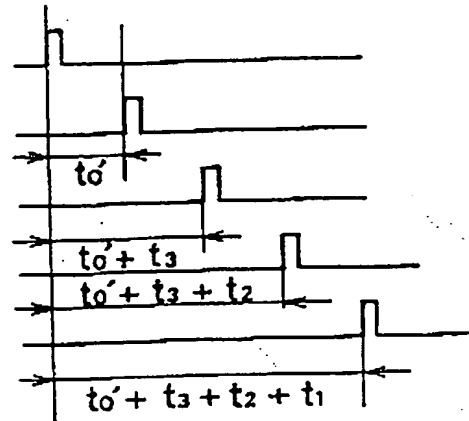 to'
to' + t3
to' + t3 + t2
to' + t3 + t2 + t1